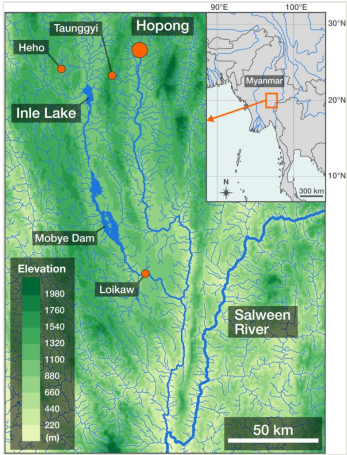 90°E
100°E
30°N
20°N
10°N
Myanmar
N
300 km
Taunggyi
Hopong
Heho
Inle Lake
Mobye Dam
Loikaw
Salween
River
Elevation
1980
1760
1540
1320
1100
880
660
440
220
(m)
50 km